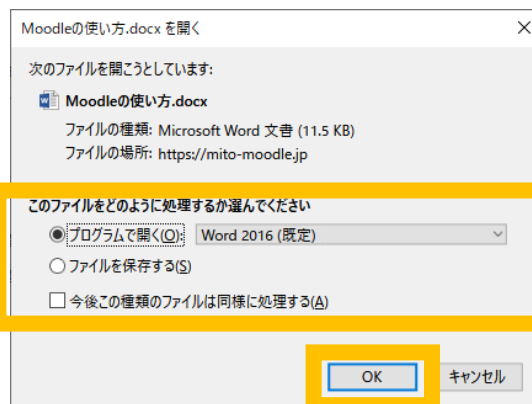 Moodleの使い方.docx を開く
次のファイルを開こうとしています:
Moodleの使い方.docx
ファイルの種類: Microsoft Word 文書 (11.5 KB)
ファイルの場所: https://mito-moodle.jp
このファイルをどのように処理するか選んでください
プログラムで開く(O): Word 2016 (既定)
ファイルを保存する(S)
今後この種類のファイルは同様に処理する(A)
OK キャンセル